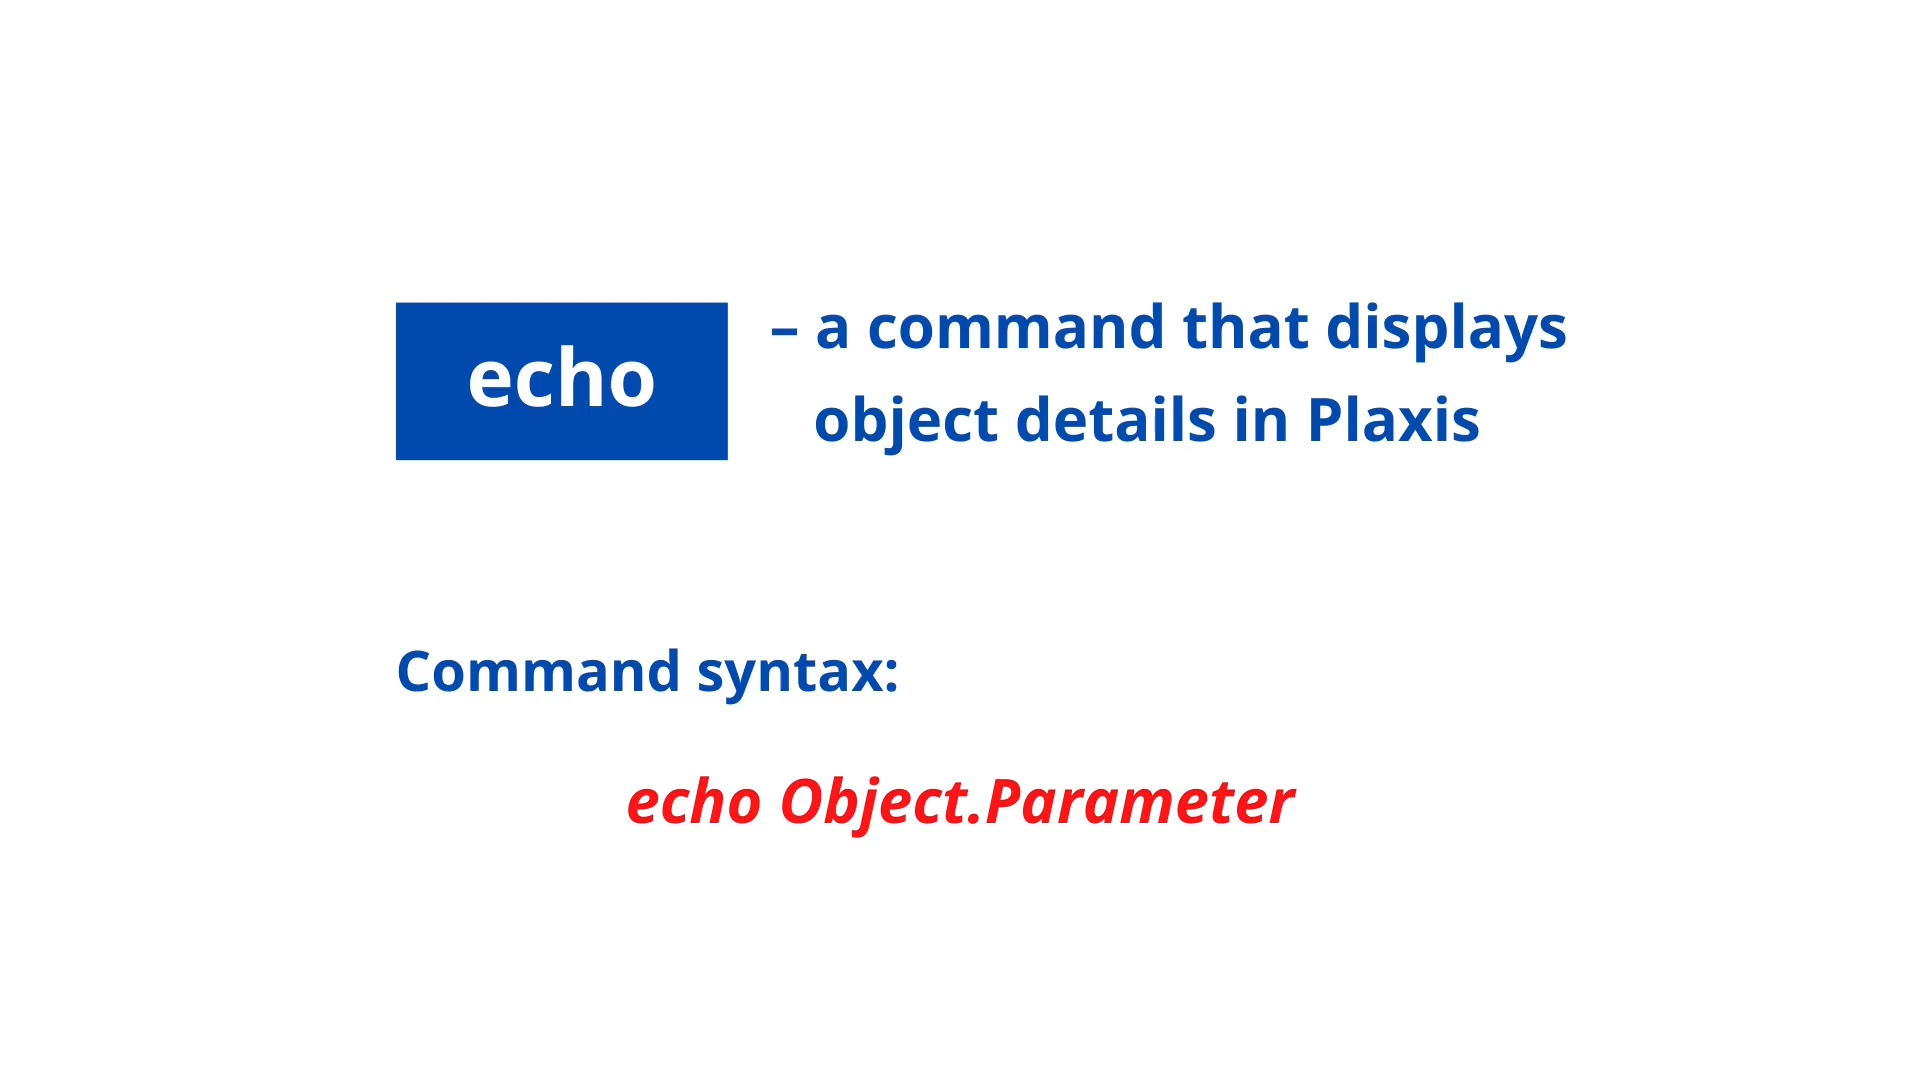 echo
– a command that displays
object details in Plaxis
Command syntax:
echo Object.Parameter